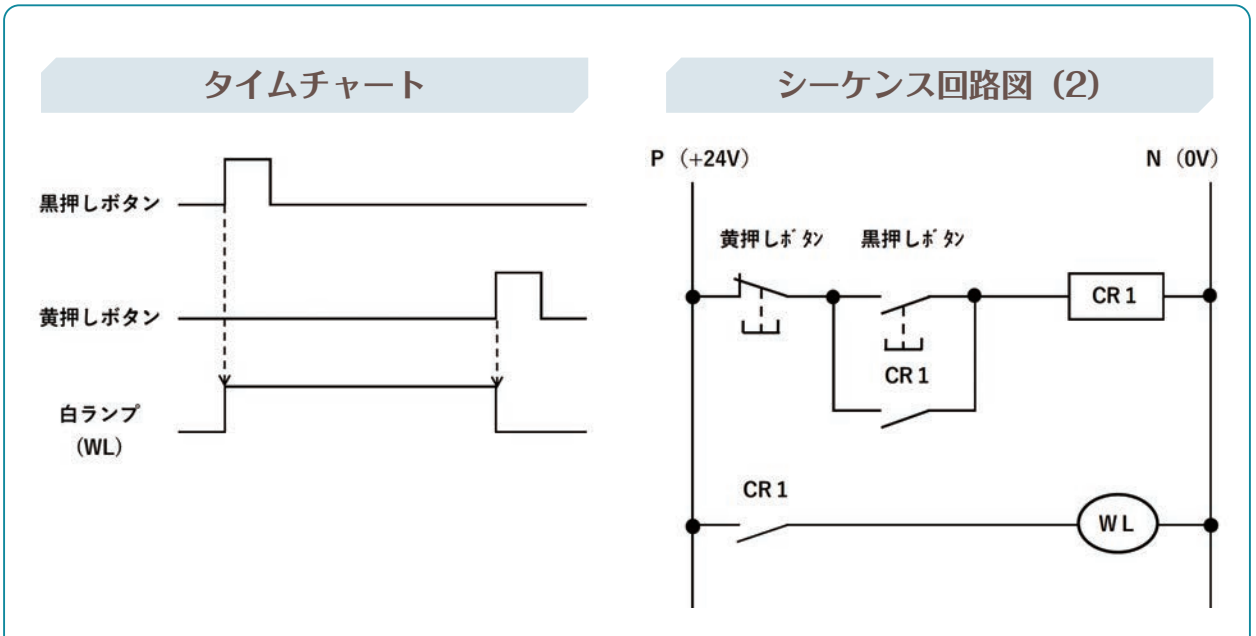 タイムチャート
黒押しボタン
黄押しボタン
白ランプ
(WL)
シーケンス回路図(2)
P (+24V)
N (0V)
黄押しボタン 黒押しボタン
CR1
CR1
CR1
WL